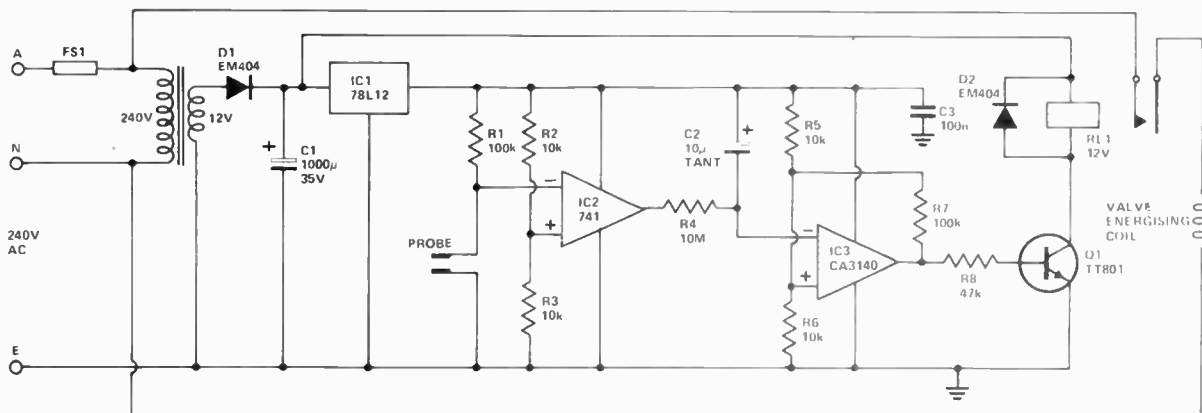 A
FS1
240V
12V
N
240V
AC
E
D1
EM404
+
C1
1000µ
35V
IC1
78L12
R1
100k
R2
10k
PROBE
R3
10k
−
+
IC2
741
R4
10M
C2
10µ
TANT
+
R5
10k
−
+
IC3
CA3140
R6
10k
R7
100k
R8
47k
C3
100n
D2
EM404
RL1
12V
Q1
TT801
VALVE
ENERGISING
COIL